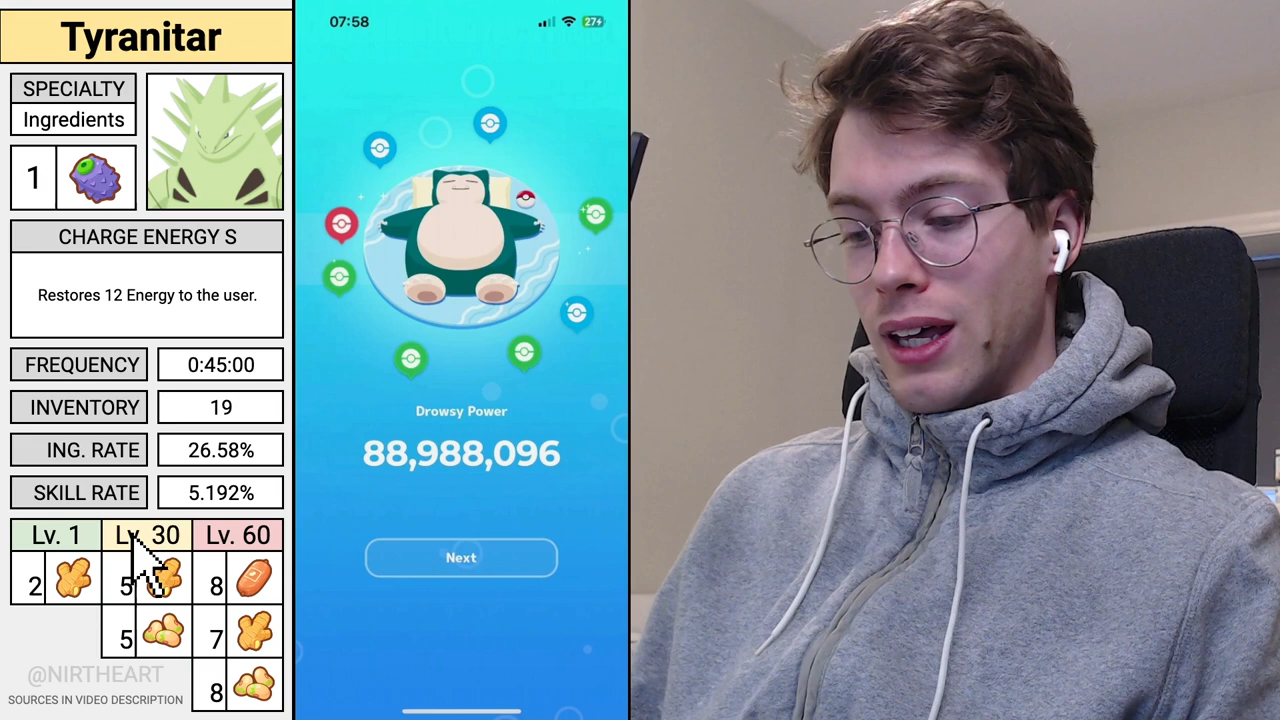 Tyranitar
SPECIALTY
Ingredients
1
CHARGE ENERGY S
Restores 12 Energy to the user.
FREQUENCY 0:45:00
INVENTORY 19
ING. RATE 26.58%
SKILL RATE 5.192%
Lv. 1 Lv. 30 Lv. 60
2 5 8
5 7
8
@NIRTHEART
SOURCES IN VIDEO DESCRIPTION
07:58 27
Drowsy Power
88,988,096
Next